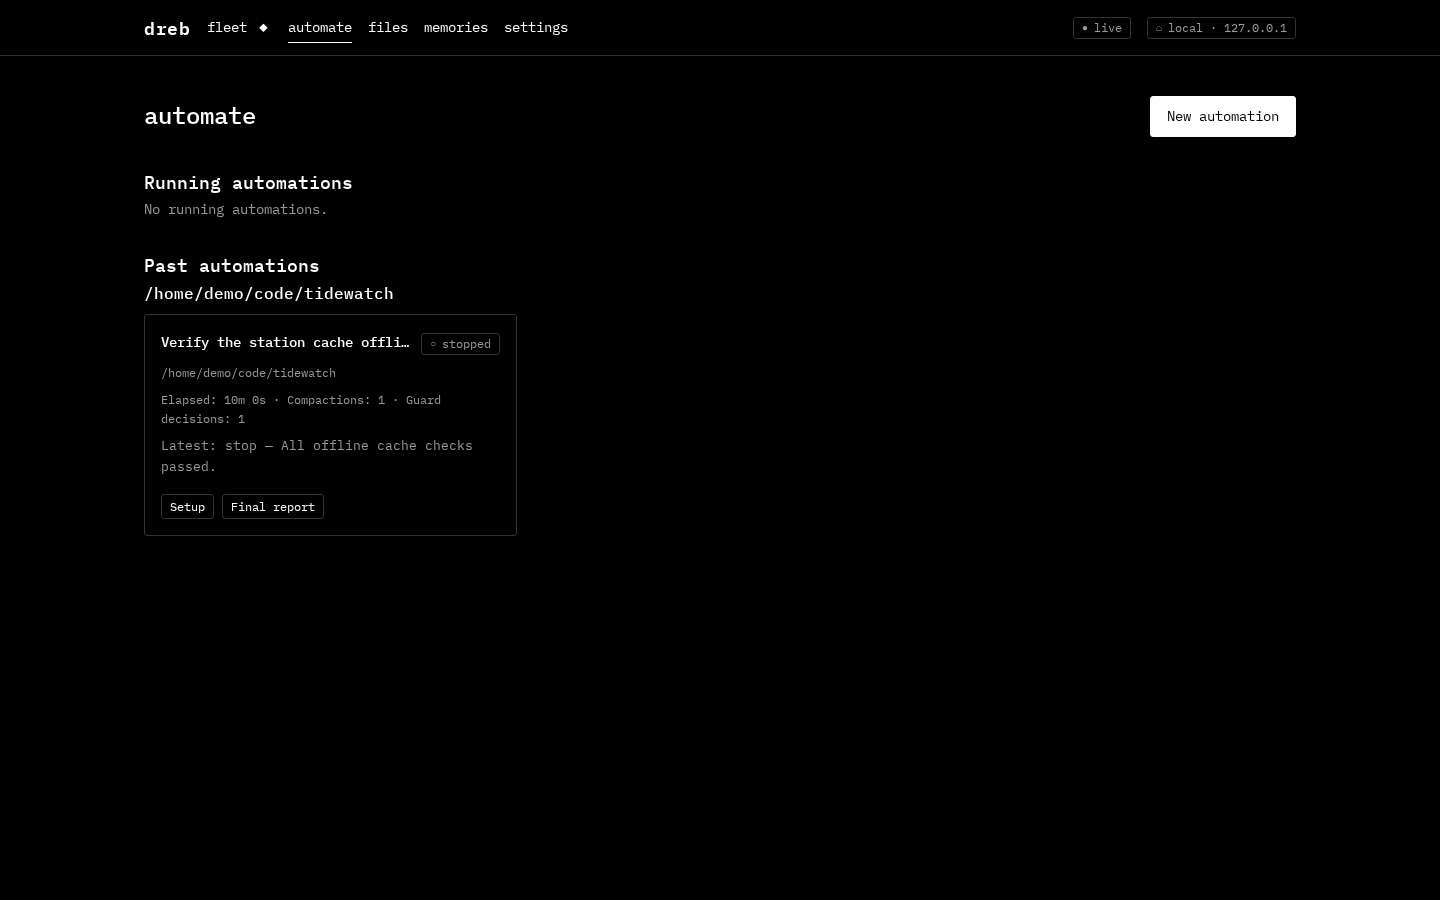 dreb fleet ◆ automate files memories settings ● live ⌂ local · 127.0.0.1
automate New automation
Running automations
No running automations.
Past automations
/home/demo/code/tidewatch
Verify the station cache offli… ○ stopped
/home/demo/code/tidewatch
Elapsed: 10m 0s · Compactions: 1 · Guard
decisions: 1
Latest: stop — All offline cache checks
passed.
Setup Final report